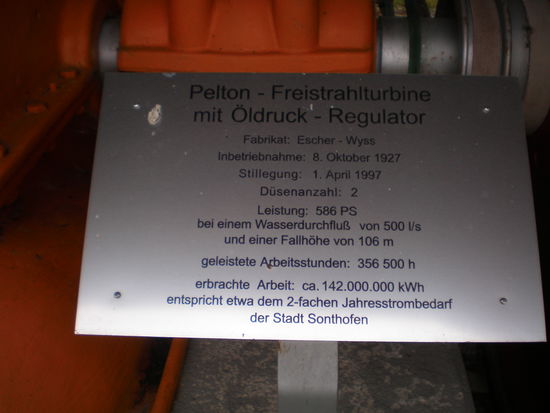 Pelton - Freistrahlturbine
mit Öldruck - Regulator
Fabrikat: Escher - Wyss
Inbetriebnahme: 8. Oktober 1927
Stillegung: 1. April 1997
Düsenanzahl: 2
Leistung: 586 PS
bei einem Wasserdurchfluß von 500 l/s
und einer Fallhöhe von 106 m
geleistete Arbeitsstunden: 356 500 h
erbrachte Arbeit: ca. 142.000.000 kWh
entspricht etwa dem 2-fachen Jahresstrombedarf
der Stadt Sonthofen